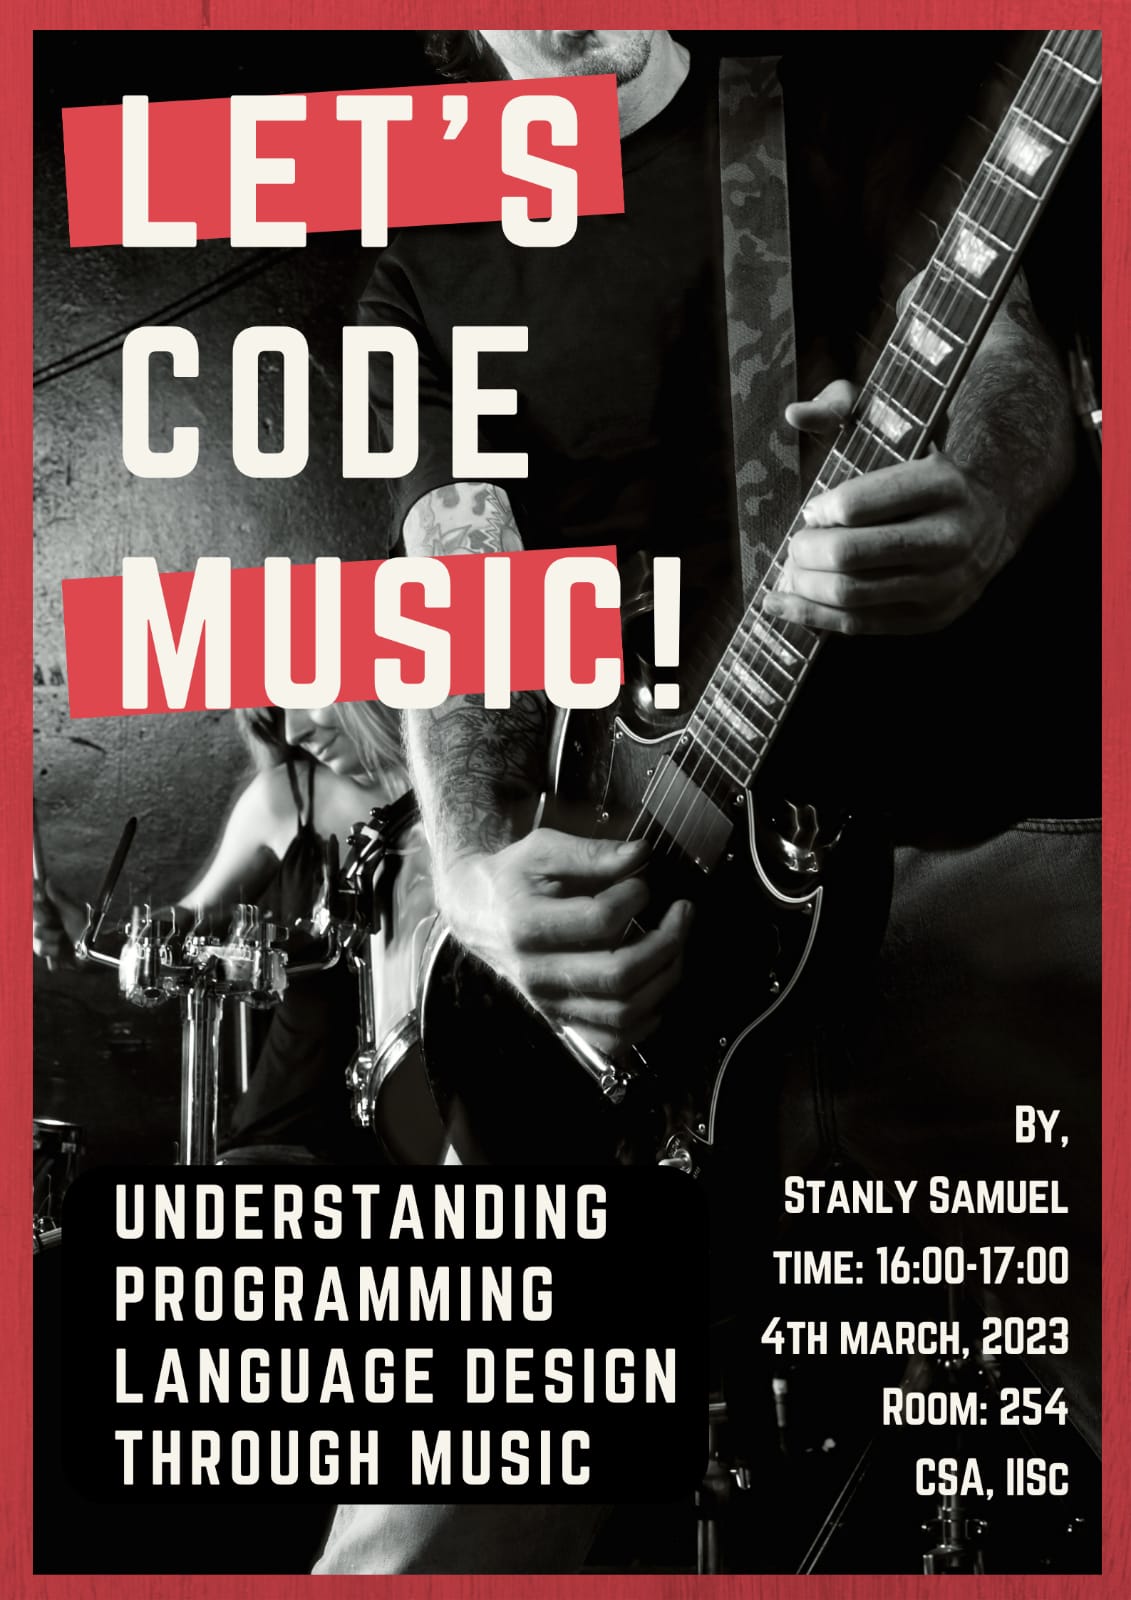 LET'S
CODE
MUSIC!
UNDERSTANDING
PROGRAMMING
LANGUAGE DESIGN
THROUGH MUSIC
By,
Stanly Samuel
time: 16:00-17:00
4th march, 2023
Room: 254
CSA, IISc